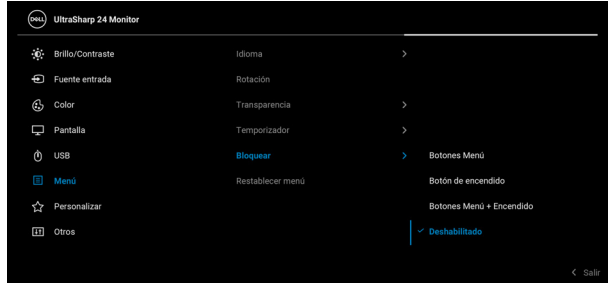 DELL UltraSharp 24 Monitor
Brillo/Contraste
Fuente entrada
Color
Pantalla
USB
Menú
Personalizar
Otros
Idioma
Rotación
Transparencia
Temporizador
Bloquear
Restablecer menú
Botones Menú
Botón de encendido
Botones Menú + Encendido
Deshabilitado
Salir